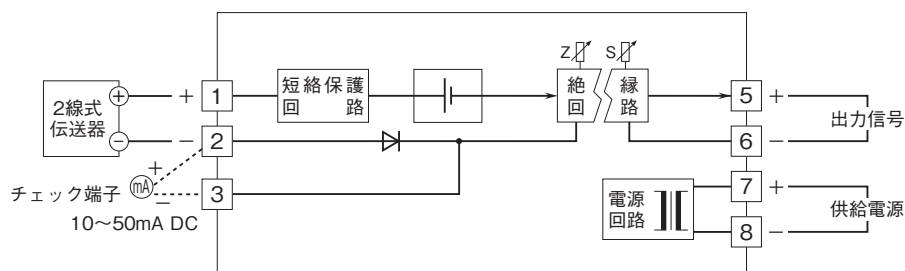 Z S
2線式
伝送器
+
−
+ 1
− 2
3
短絡保護
回路
絶縁
回路
5 +
6 −
出力信号
7 +
8 −
供給電源
電源
回路
+
mA
−
チェック端子
10〜50mA DC